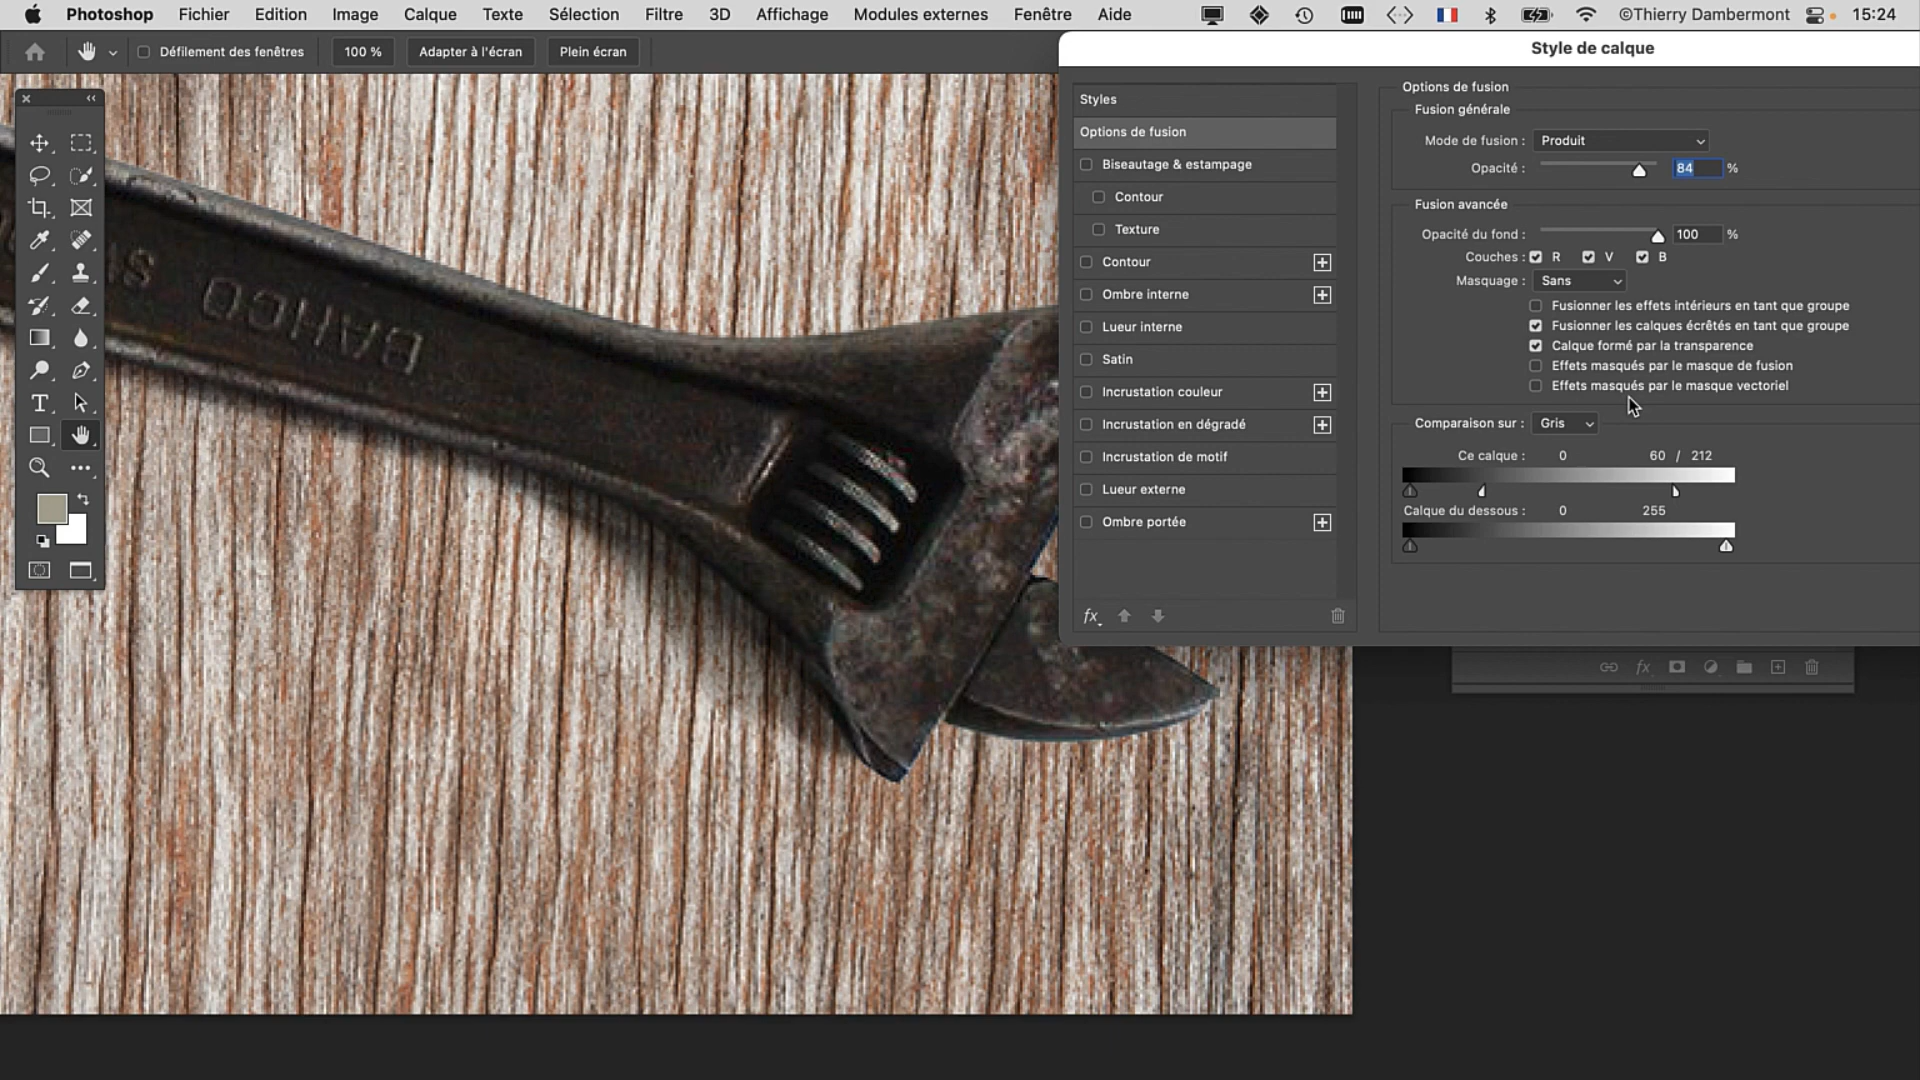 Photoshop Fichier Edition Image Calque Texte Sélection Filtre 3D Affichage Modules externes Fenêtre Aide ©Thierry Dambermont 15:24
Défilement des fenêtres 100 % Adapter à l'écran Plein écran
Style de calque
Styles
Options de fusion
Biseautage & estampage
Contour
Texture
Contour
Ombre interne
Lueur interne
Satin
Incrustation couleur
Incrustation en dégradé
Incrustation de motif
Lueur externe
Ombre portée
fx
Options de fusion
Fusion générale
Mode de fusion : Produit
Opacité : 84 %
Fusion avancée
Opacité du fond : 100 %
Couches : R V B
Masquage : Sans
Fusionner les effets intérieurs en tant que groupe
Fusionner les calques écrêtés en tant que groupe
Calque formé par la transparence
Effets masqués par le masque de fusion
Effets masqués par le masque vectoriel
Comparaison sur : Gris
Ce calque : 0 60 / 212
Calque du dessous : 0 255
fx
BAHCO